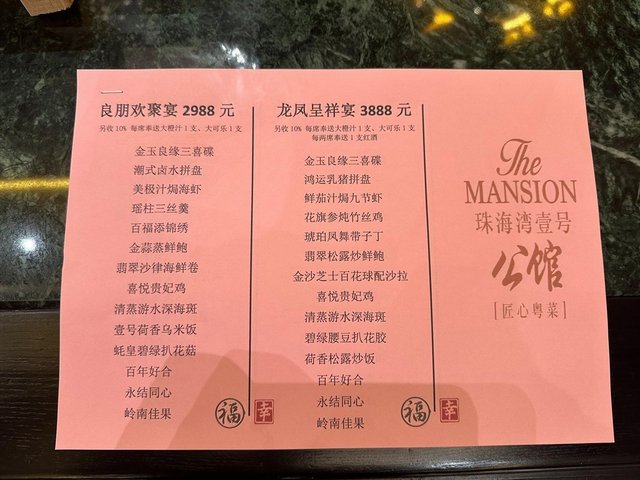 良朋欢聚宴 2988 元
另收 10% 每席奉送大橙汁 1 支、大可乐 1 支
金玉良缘三喜碟
潮式卤水拼盘
美极汁焗海虾
瑶柱三丝羹
百福添锦绣
金蒜蒸鲜鲍
翡翠沙律海鲜卷
喜悦贵妃鸡
清蒸游水深海斑
壹号荷香乌米饭
蚝皇碧绿扒花菇
百年好合
永结同心
岭南佳果
福
幸
龙凤呈祥宴 3888 元
另收 10% 每席奉送大橙汁 1 支、大可乐 1 支
每两席奉送 1 支红酒
金玉良缘三喜碟
鸿运乳猪拼盘
鲜茄汁焗九节虾
花旗参炖竹丝鸡
琥珀凤舞带子丁
翡翠松露炒鲜鲍
金沙芝士百花球配沙拉
喜悦贵妃鸡
清蒸游水深海斑
碧绿腰豆扒花胶
荷香松露炒饭
百年好合
永结同心
岭南佳果
福
幸
The
MANSION
珠海湾壹号
公馆
[匠心粤菜]